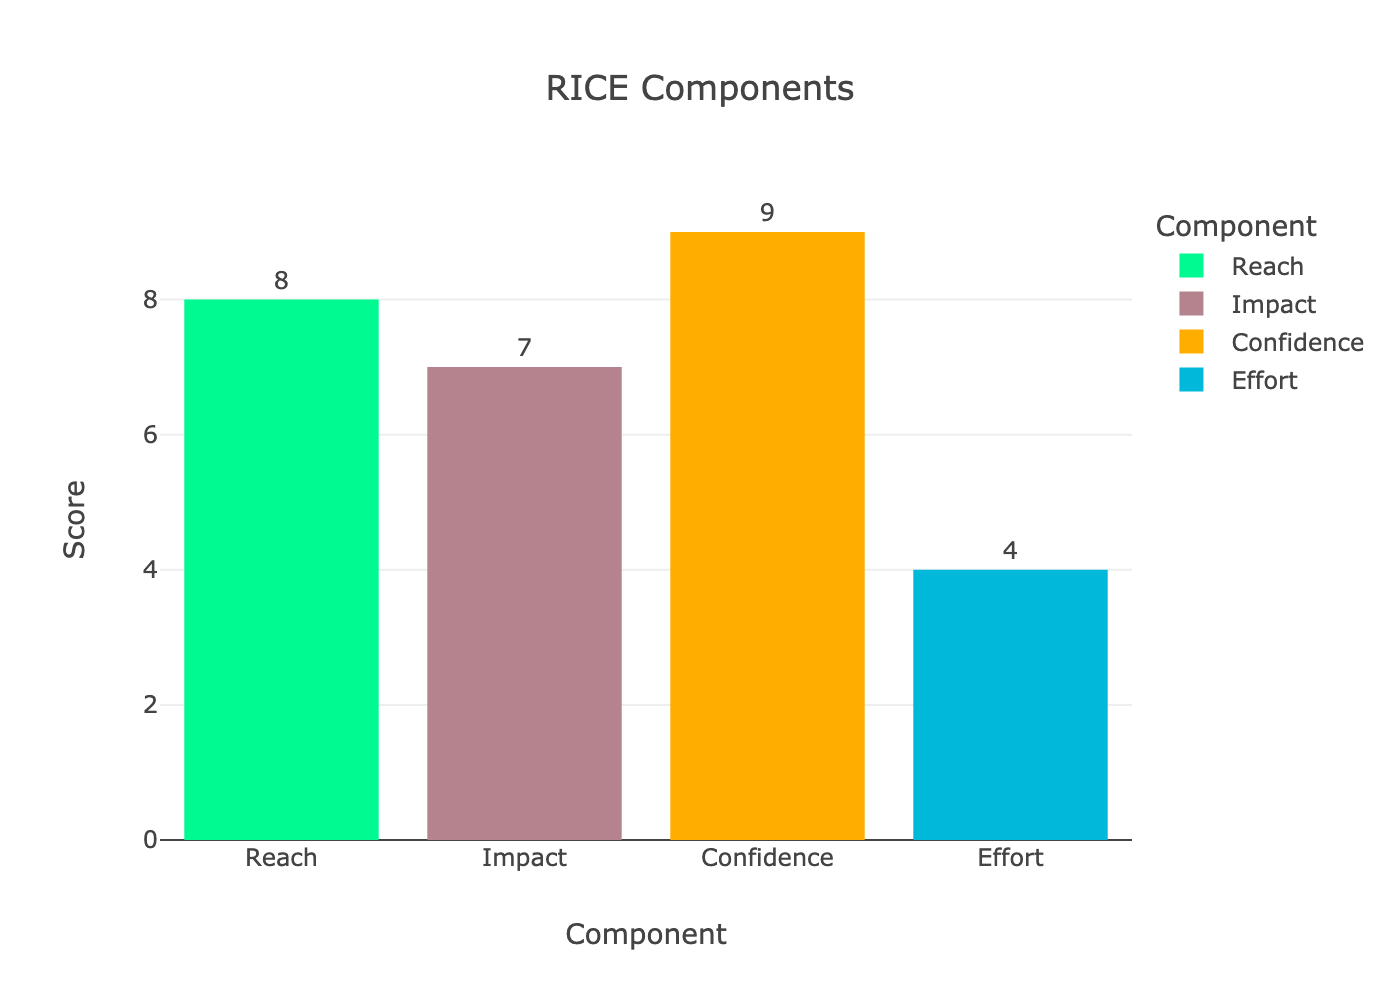 RICE Components
Component
Reach
Impact
Confidence
Effort
9
8
7
4
8
6
4
2
0
Score
Reach Impact Confidence Effort
Component